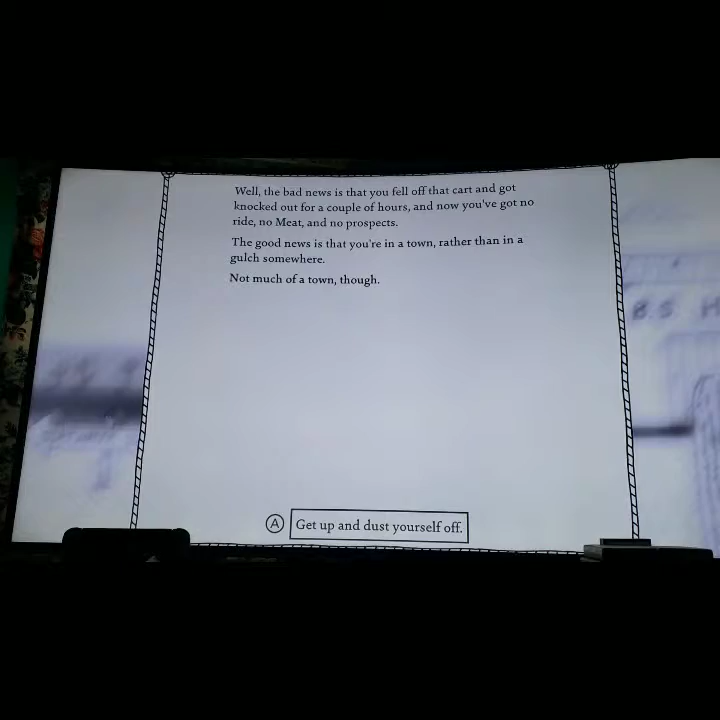 Well, the bad news is that you fell off that cart and got
knocked out for a couple of hours, and now you've got no
ride, no Meat, and no prospects.
The good news is that you're in a town, rather than in a
gulch somewhere.
Not much of a town, though.
8.5 H
A Get up and dust yourself off.